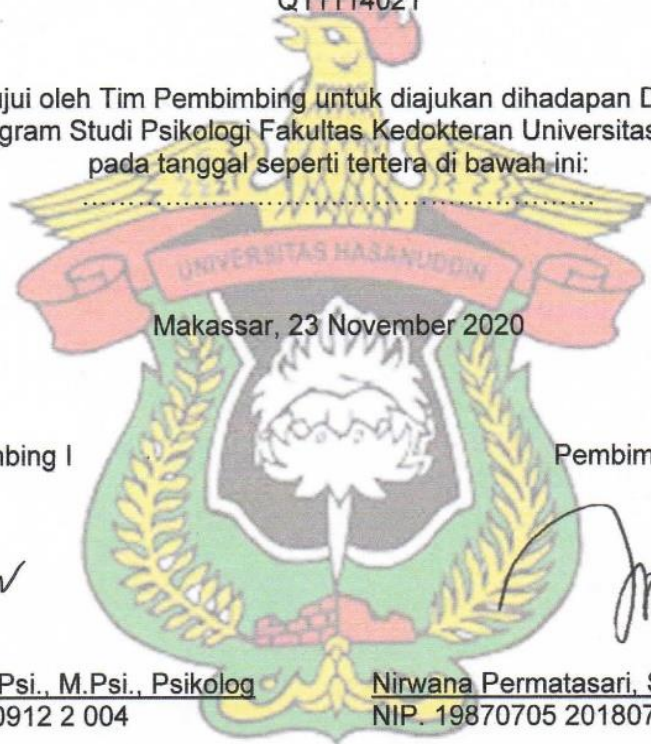 Q11114021
ujui oleh Tim Pembimbing untuk diajukan dihadapan D
gram Studi Psikologi Fakultas Kedokteran Universitas
pada tanggal seperti tertera di bawah ini:
UNIVERSITAS HASANUDDIN
Makassar, 23 November 2020
nbing I Pembim
Psi., M.Psi., Psikolog Nirwana Permatasari, S
0912 2 004 NIP. 19870705 201807